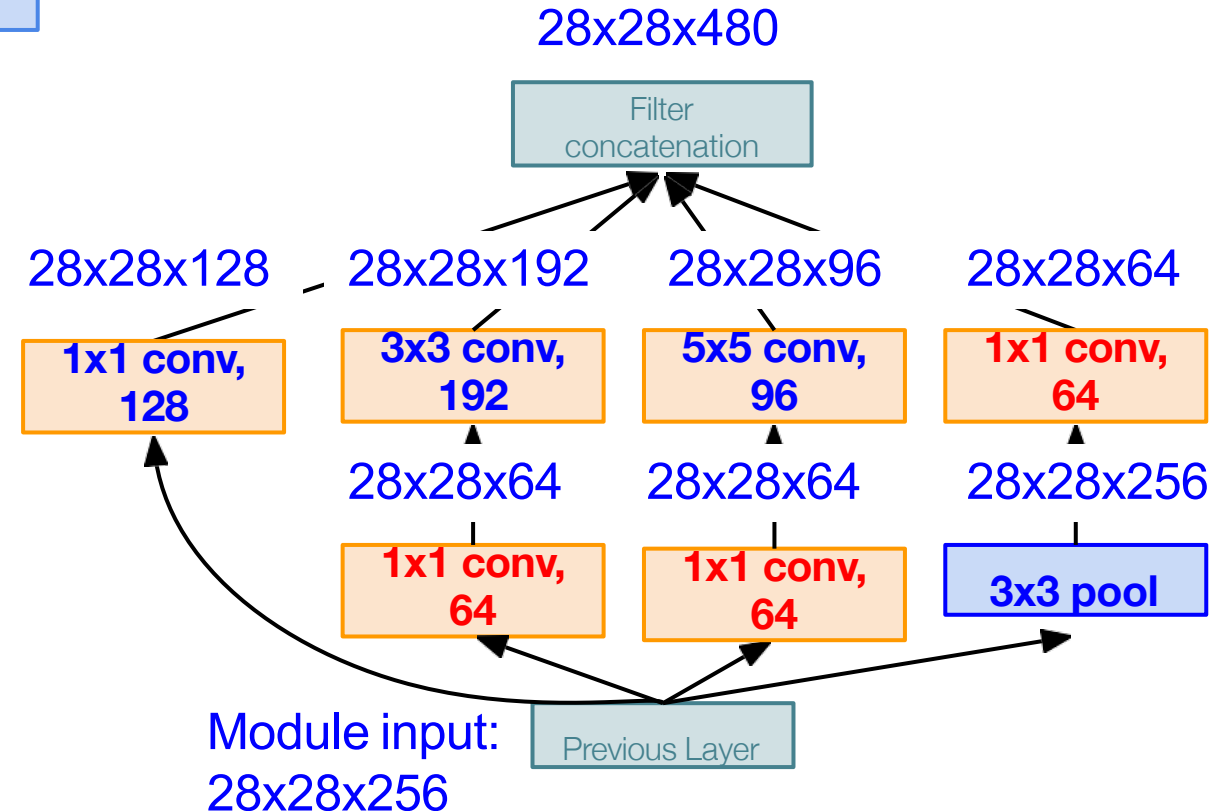 28x28x480
Filter
concatenation
28x28x128
28x28x192
28x28x96
28x28x64
1x1 conv,
128
3x3 conv,
192
5x5 conv,
96
1x1 conv,
64
28x28x64
28x28x64
28x28x256
1x1 conv,
64
1x1 conv,
64
3x3 pool
Module input:
28x28x256
Previous Layer